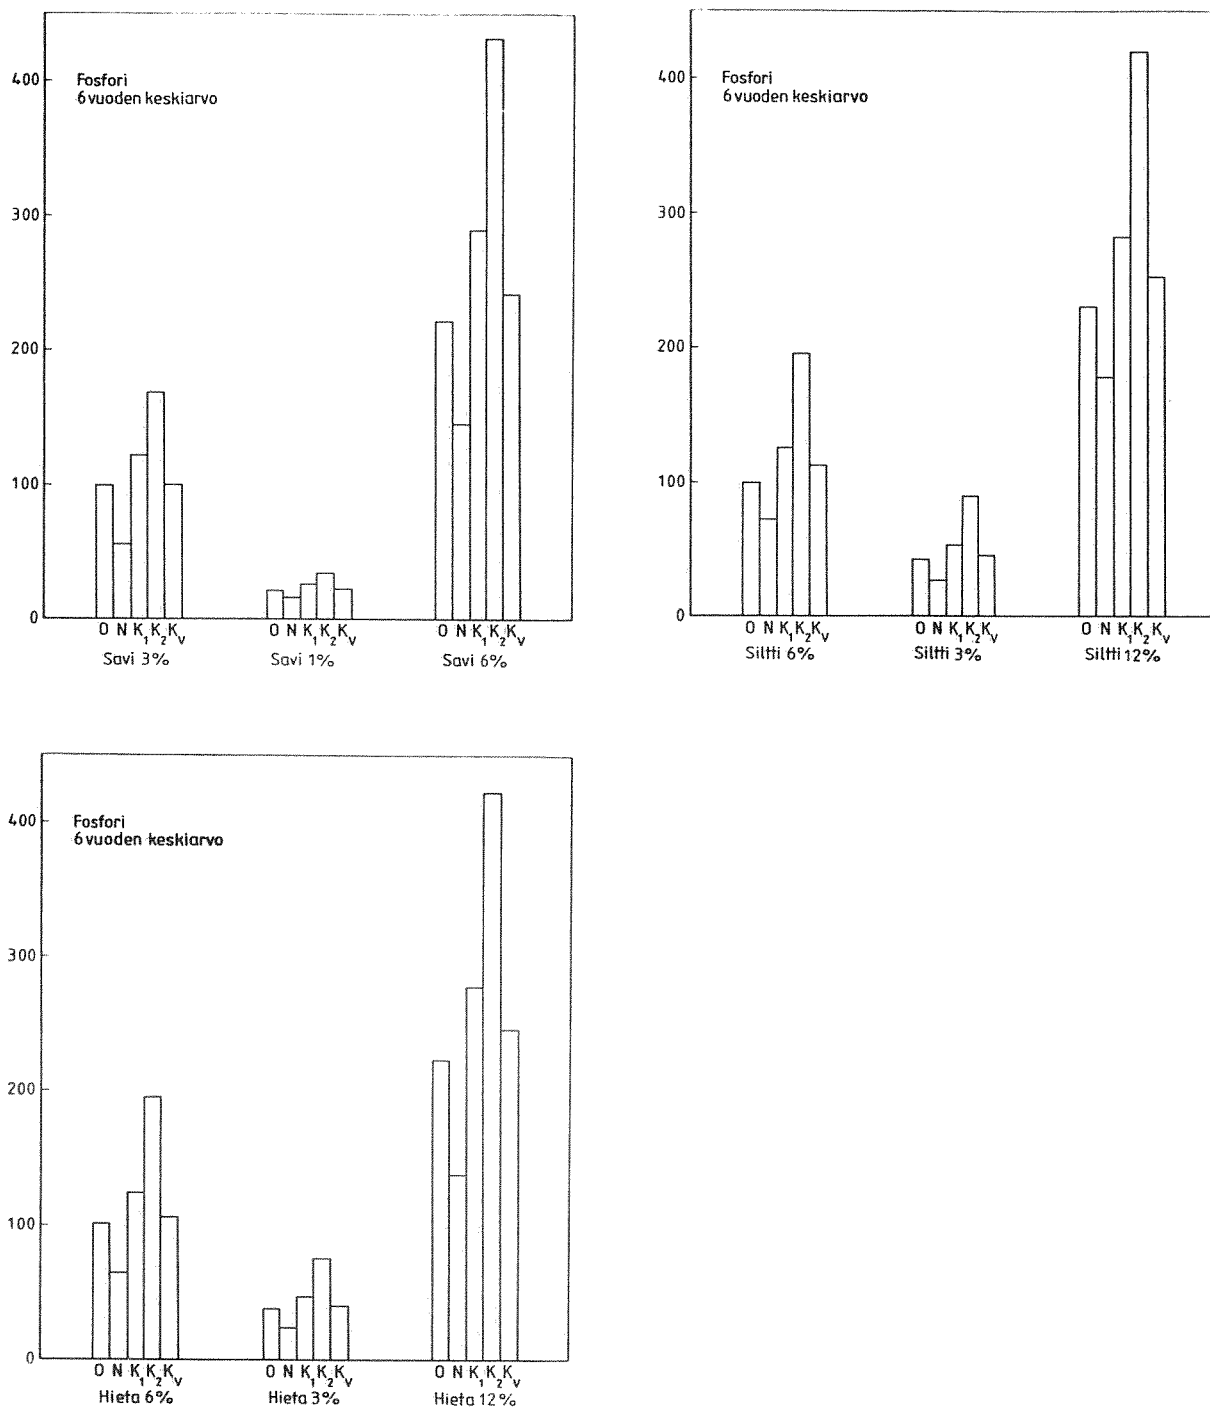 400
300
200
100
0
Fosfori
6 vuoden keskiarvo
O N K₁ K₂ Kᵥ
Savi 3%
O N K₁ K₂ Kᵥ
Savi 1%
O N K₁ K₂ Kᵥ
Savi 6%
400
300
200
100
0
Fosfori
6 vuoden keskiarvo
O N K₁ K₂ Kᵥ
Siltti 6%
O N K₁ K₂ Kᵥ
Siltti 3%
O N K₁ K₂ Kᵥ
Siltti 12%
400
300
200
100
0
Fosfori
6 vuoden keskiarvo
O N K₁ K₂ Kᵥ
Hieta 6%
O N K₁ K₂ Kᵥ
Hieta 3%
O N K₁ K₂ Kᵥ
Hieta 12%